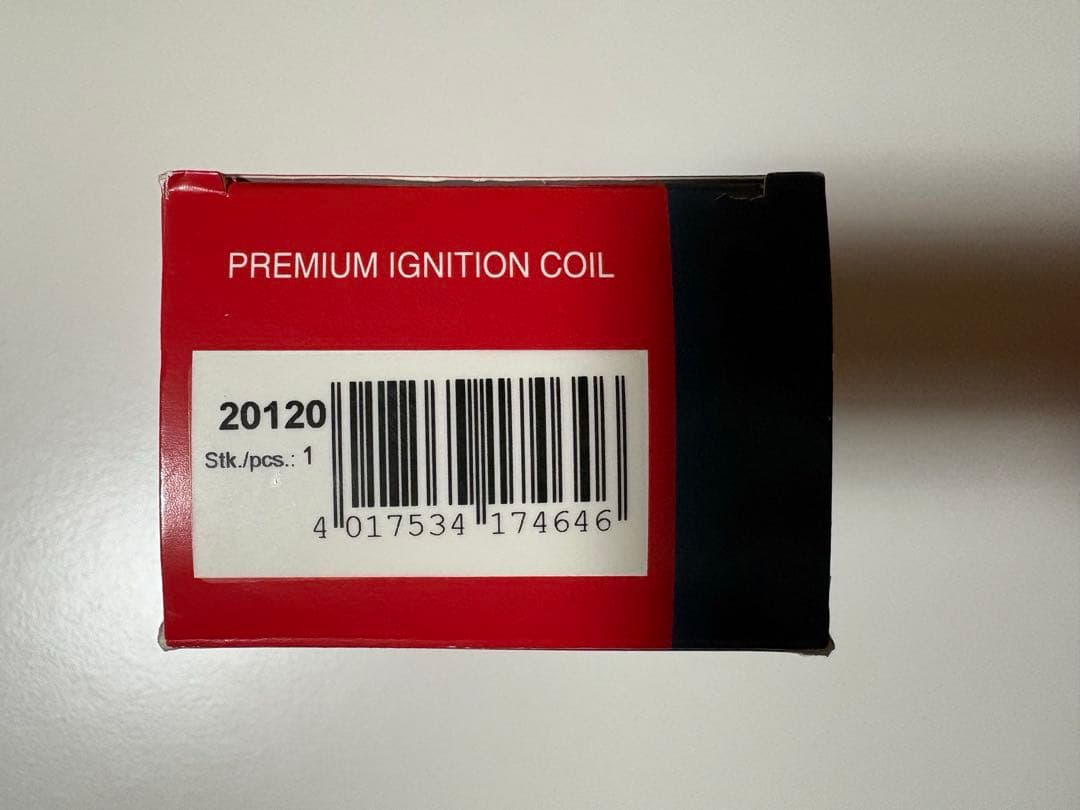 PREMIUM IGNITION COIL
20120
Stk./pcs.: 1
4 017534 174646